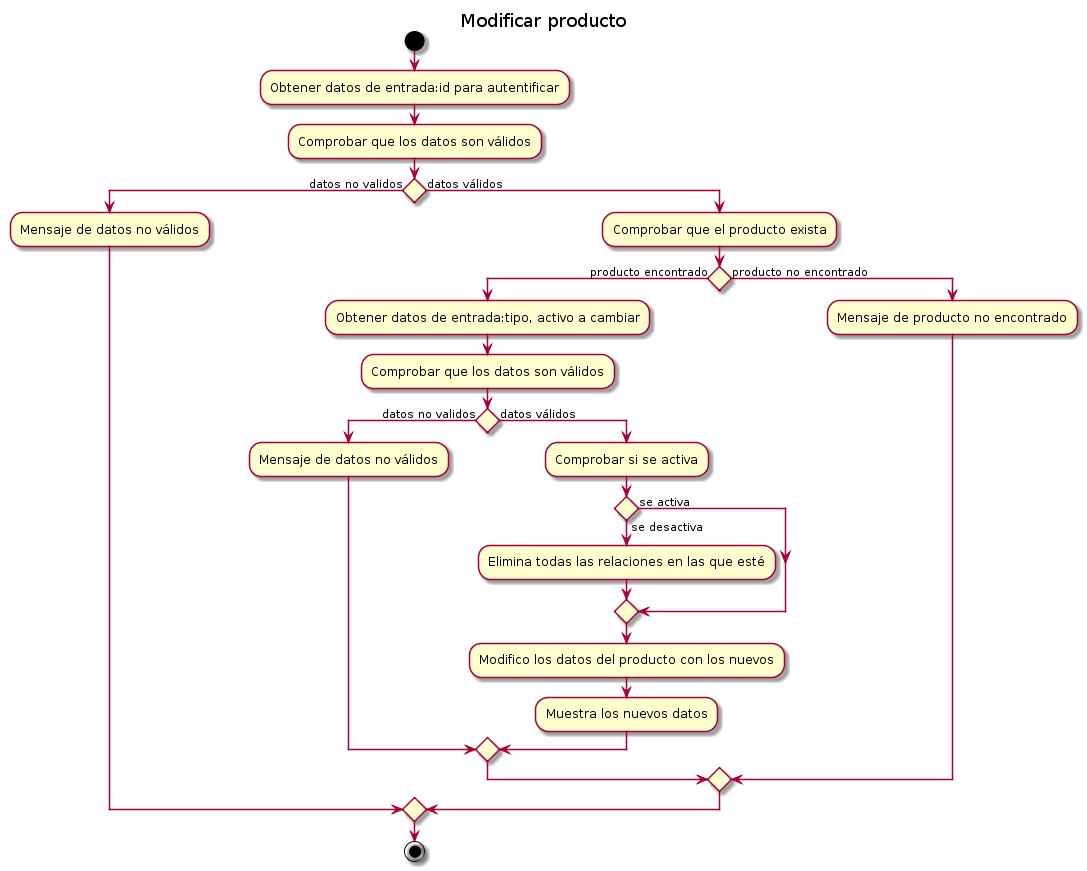 Modificar producto
Obtener datos de entrada:id para autentificar
Comprobar que los datos son válidos
datos no validos
datos válidos
Mensaje de datos no válidos
Comprobar que el producto exista
producto encontrado
producto no encontrado
Obtener datos de entrada:tipo, activo a cambiar
Mensaje de producto no encontrado
Comprobar que los datos son válidos
datos no validos
datos válidos
Mensaje de datos no válidos
Comprobar si se activa
se activa
se desactiva
Elimina todas las relaciones en las que esté
Modifico los datos del producto con los nuevos
Muestra los nuevos datos